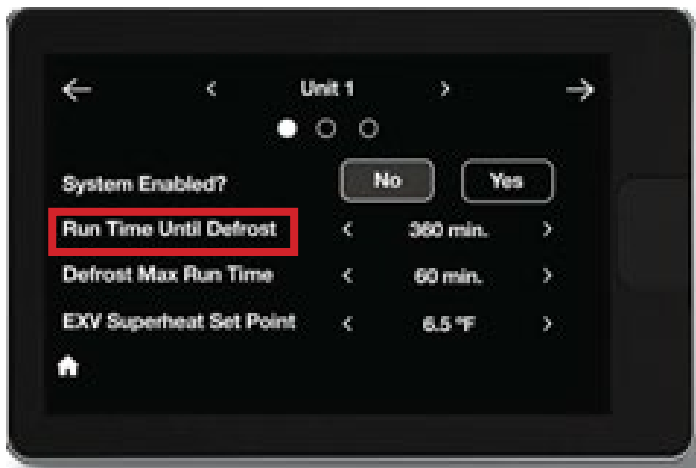 Unit 1
System Enabled? No Yes
Run Time Until Defrost 360 min.
Defrost Max Run Time 60 min.
EXV Superheat Set Point 6.5 °F